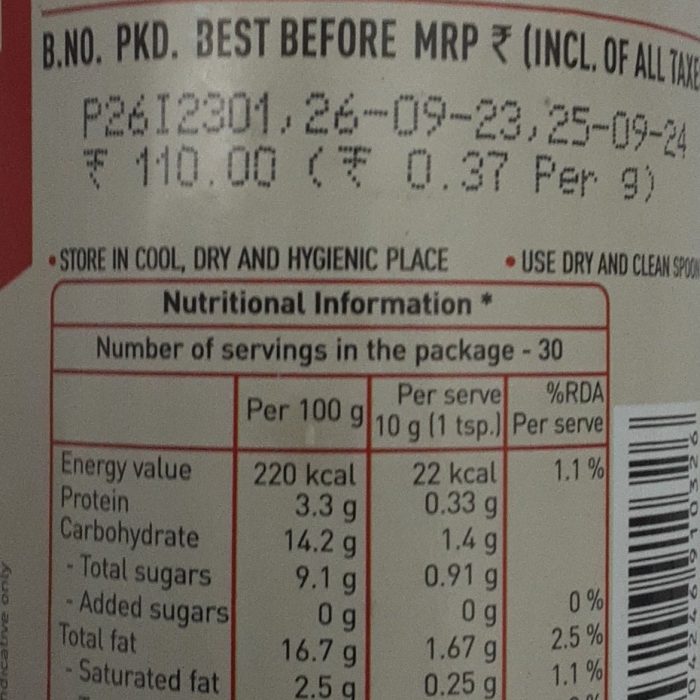 B.NO. PKD. BEST BEFORE MRP ₹ (INCL. OF ALL
P26I2301, 26-09-23, 25-09-24
₹ 110.00 (₹ 0.37 Per g)
• STORE IN COOL, DRY AND HYGIENIC PLACE • USE DRY AND CLEAN SPOON
Nutritional Information *
Number of servings in the package - 30
Per 100 g Per serve 10 g (1 tsp.) %RDA Per serve
Energy value 220 kcal 22 kcal 1.1 %
Protein 3.3 g 0.33 g
Carbohydrate 14.2 g 1.4 g
- Total sugars 9.1 g 0.91 g
- Added sugars 0 g 0 g 0 %
Total fat 16.7 g 1.67 g 2.5 %
- Saturated fat 2.5 g 0.25 g 1.1 %
only